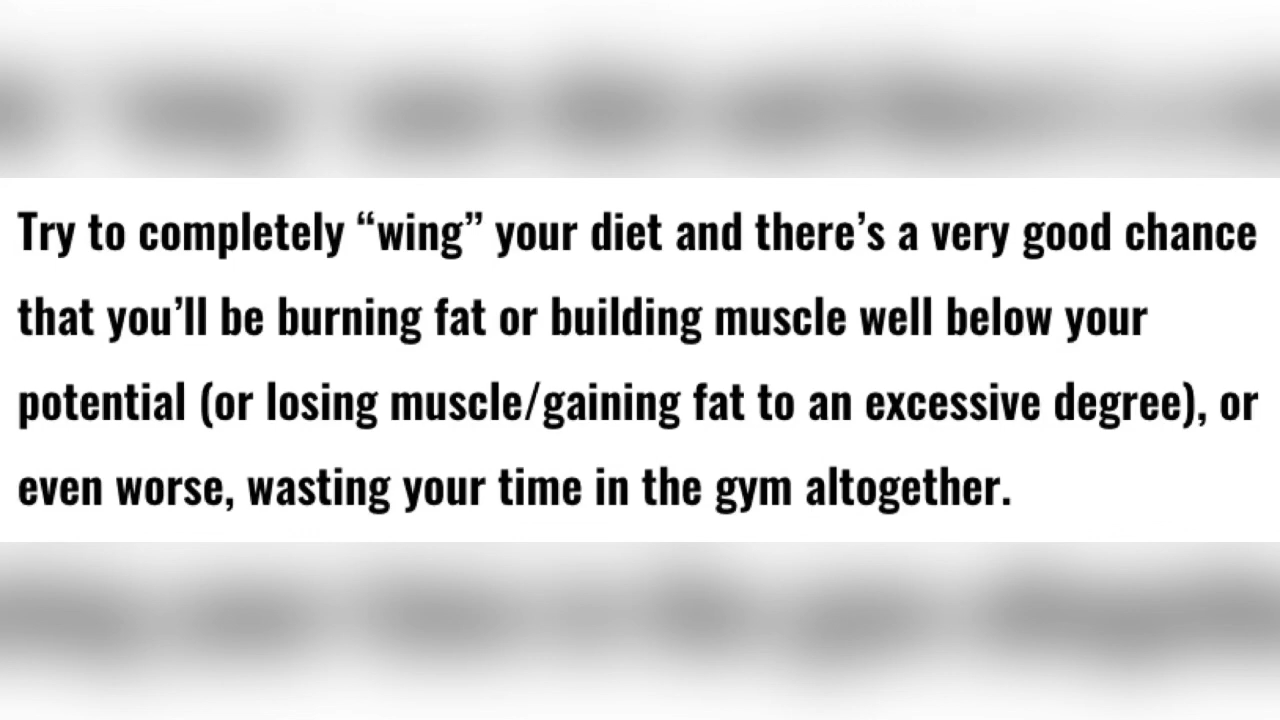 Try to completely “wing” your diet and there’s a very good chance
that you’ll be burning fat or building muscle well below your
potential (or losing muscle/gaining fat to an excessive degree), or
even worse, wasting your time in the gym altogether.